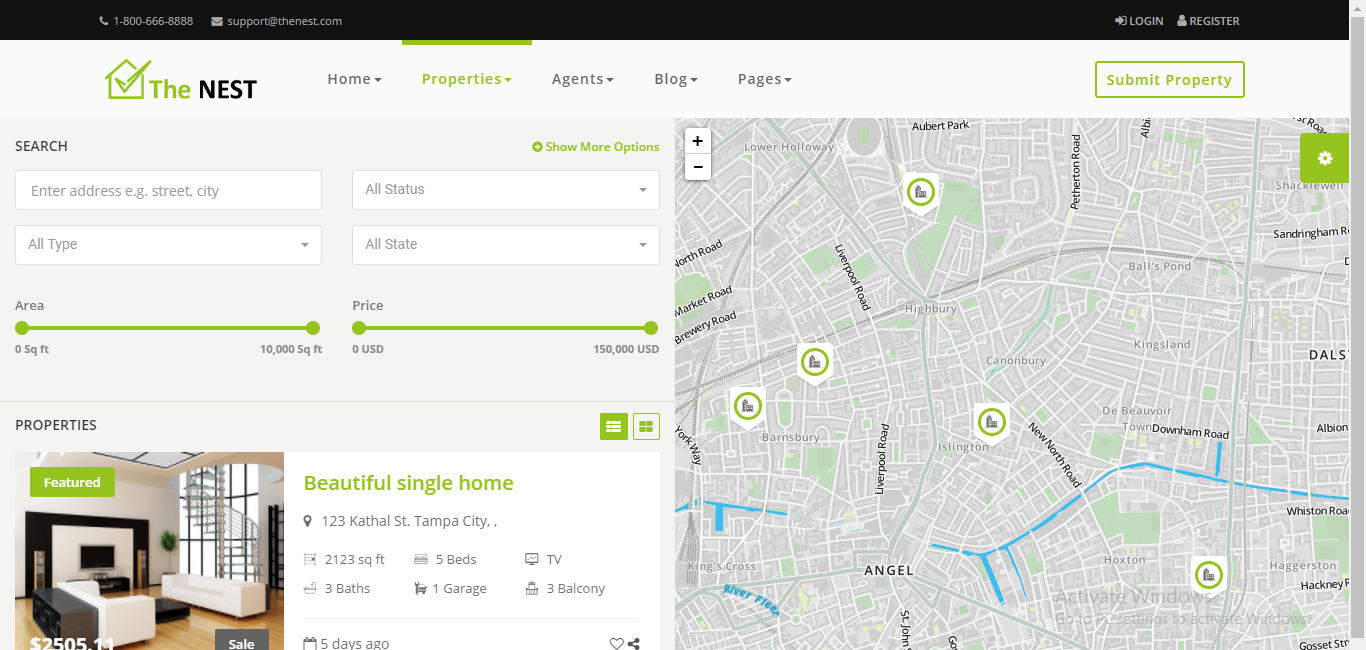 1-800-666-8888 support@thenest.com LOGIN REGISTER
The NEST Home Properties Agents Blog Pages Submit Property
SEARCH Show More Options
Enter address e.g. street, city All Status
All Type All State
Area Price
0 Sq ft 10,000 Sq ft 0 USD 150,000 USD
PROPERTIES
Featured
Beautiful single home
123 Kathal St. Tampa City, ,
2123 sq ft 5 Beds TV
3 Baths 1 Garage 3 Balcony
$2505.11 Sale
5 days ago
+
−
Aubert Park
Lower Holloway
Petherton Road
Shacklewell
Sandringham R
North Road
Liverpool Road
Ball's Pond
Market Road
Highbury
Brewery Road
Kingsland
Canonbury
DALS
De Beauvoir
Town
Downham Road
Albion
York Way
Barnsbury
Liverpool Road
Islington
New North Road
Whiston Road
King's Cross
ANGEL
Hoxton
Haggerston
Hackney R
River Fleet
St. John
Gosset Str
Activate Windows
Go to PC settings to activate Windows.